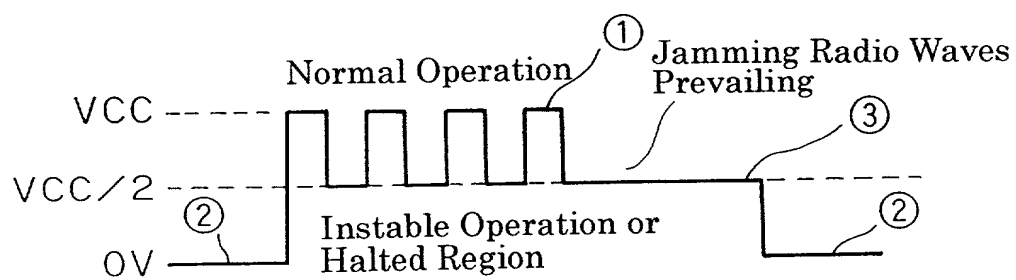 ①
Jamming Radio Waves
Normal Operation
Prevailing
VCC
③
VCC/2
②
②
Instable Operation or
Halted Region
0V